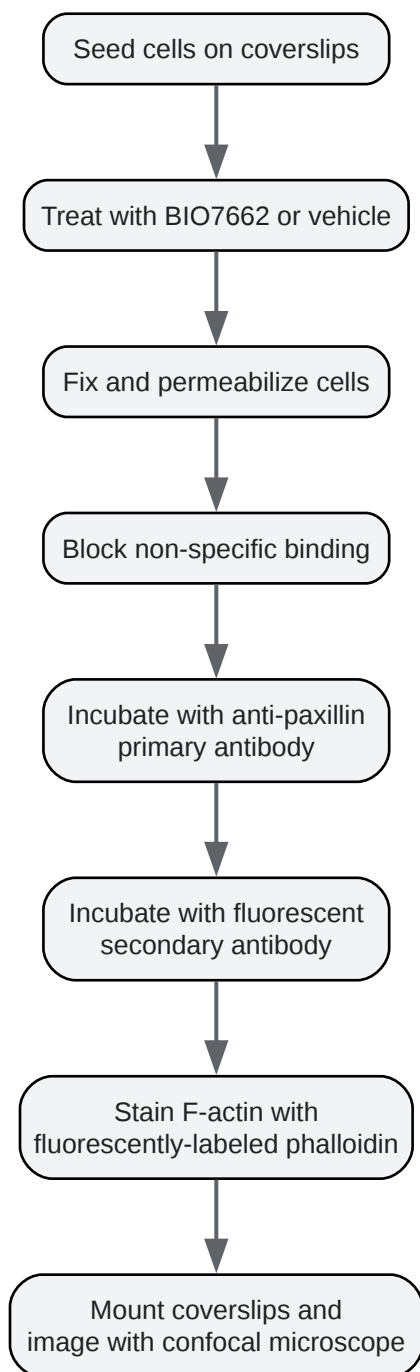 Seed cells on coverslips
Treat with BIO7662 or vehicle
Fix and permeabilize cells
Block non-specific binding
Incubate with anti-paxillin
primary antibody
Incubate with fluorescent
secondary antibody
Stain F-actin with
fluorescently-labeled phalloidin
Mount coverslips and
image with confocal microscope